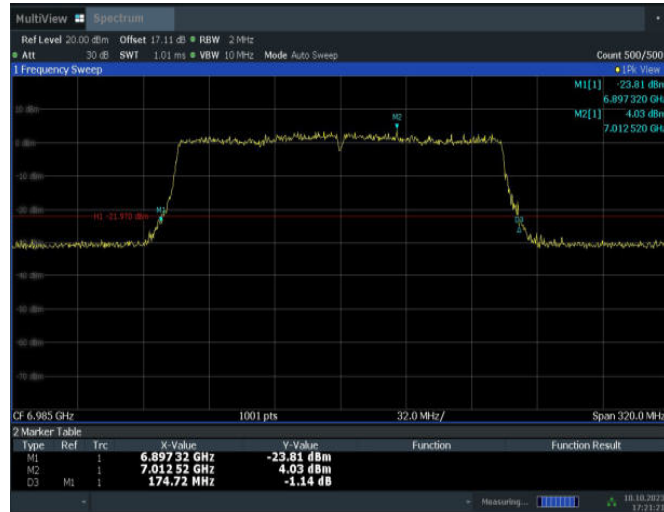 MultiView Spectrum
Ref Level 20.00 dBm Offset 17.11 dB RBW 2 MHz
Att 30 dB SWT 1.01 ms VBW 10 MHz Mode Auto Sweep Count 500/500
1 Frequency Sweep 1Pk View
M1[1] -23.81 dBm
6.897 320 GHz
M2[1] 4.03 dBm
7.012 520 GHz
M2
10 dBm
0 dBm
-10 dBm
-20 dBm
H1 -21.970 dBm
M1
D3
-40 dBm
-50 dBm
-60 dBm
-70 dBm
CF 6.985 GHz 1001 pts 32.0 MHz/ Span 320.0 MHz
2 Marker Table
Type Ref Trc X-Value Y-Value Function Function Result
M1 1 6.897 32 GHz -23.81 dBm
M2 1 7.012 52 GHz 4.03 dBm
D3 M1 1 174.72 MHz -1.14 dB
Measuring... 10.10.2023
17:21:21